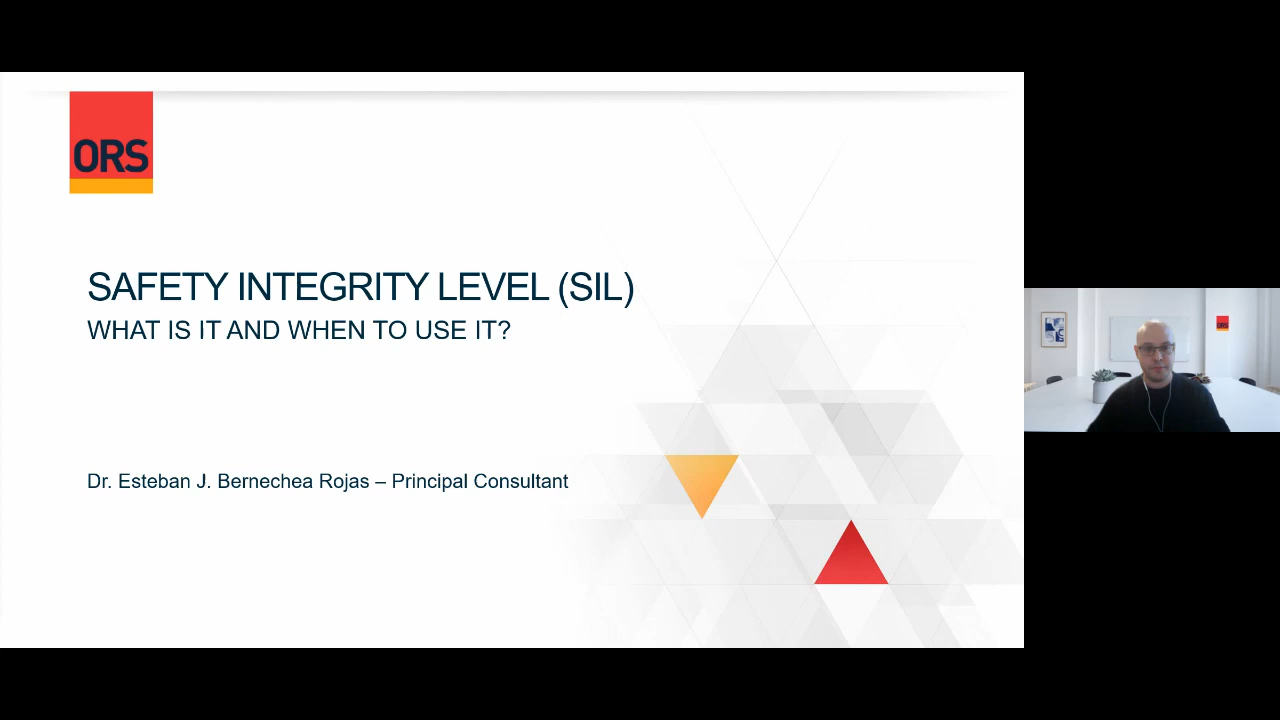 ORS
SAFETY INTEGRITY LEVEL (SIL)
WHAT IS IT AND WHEN TO USE IT?
Dr. Esteban J. Bernechea Rojas – Principal Consultant
ORS